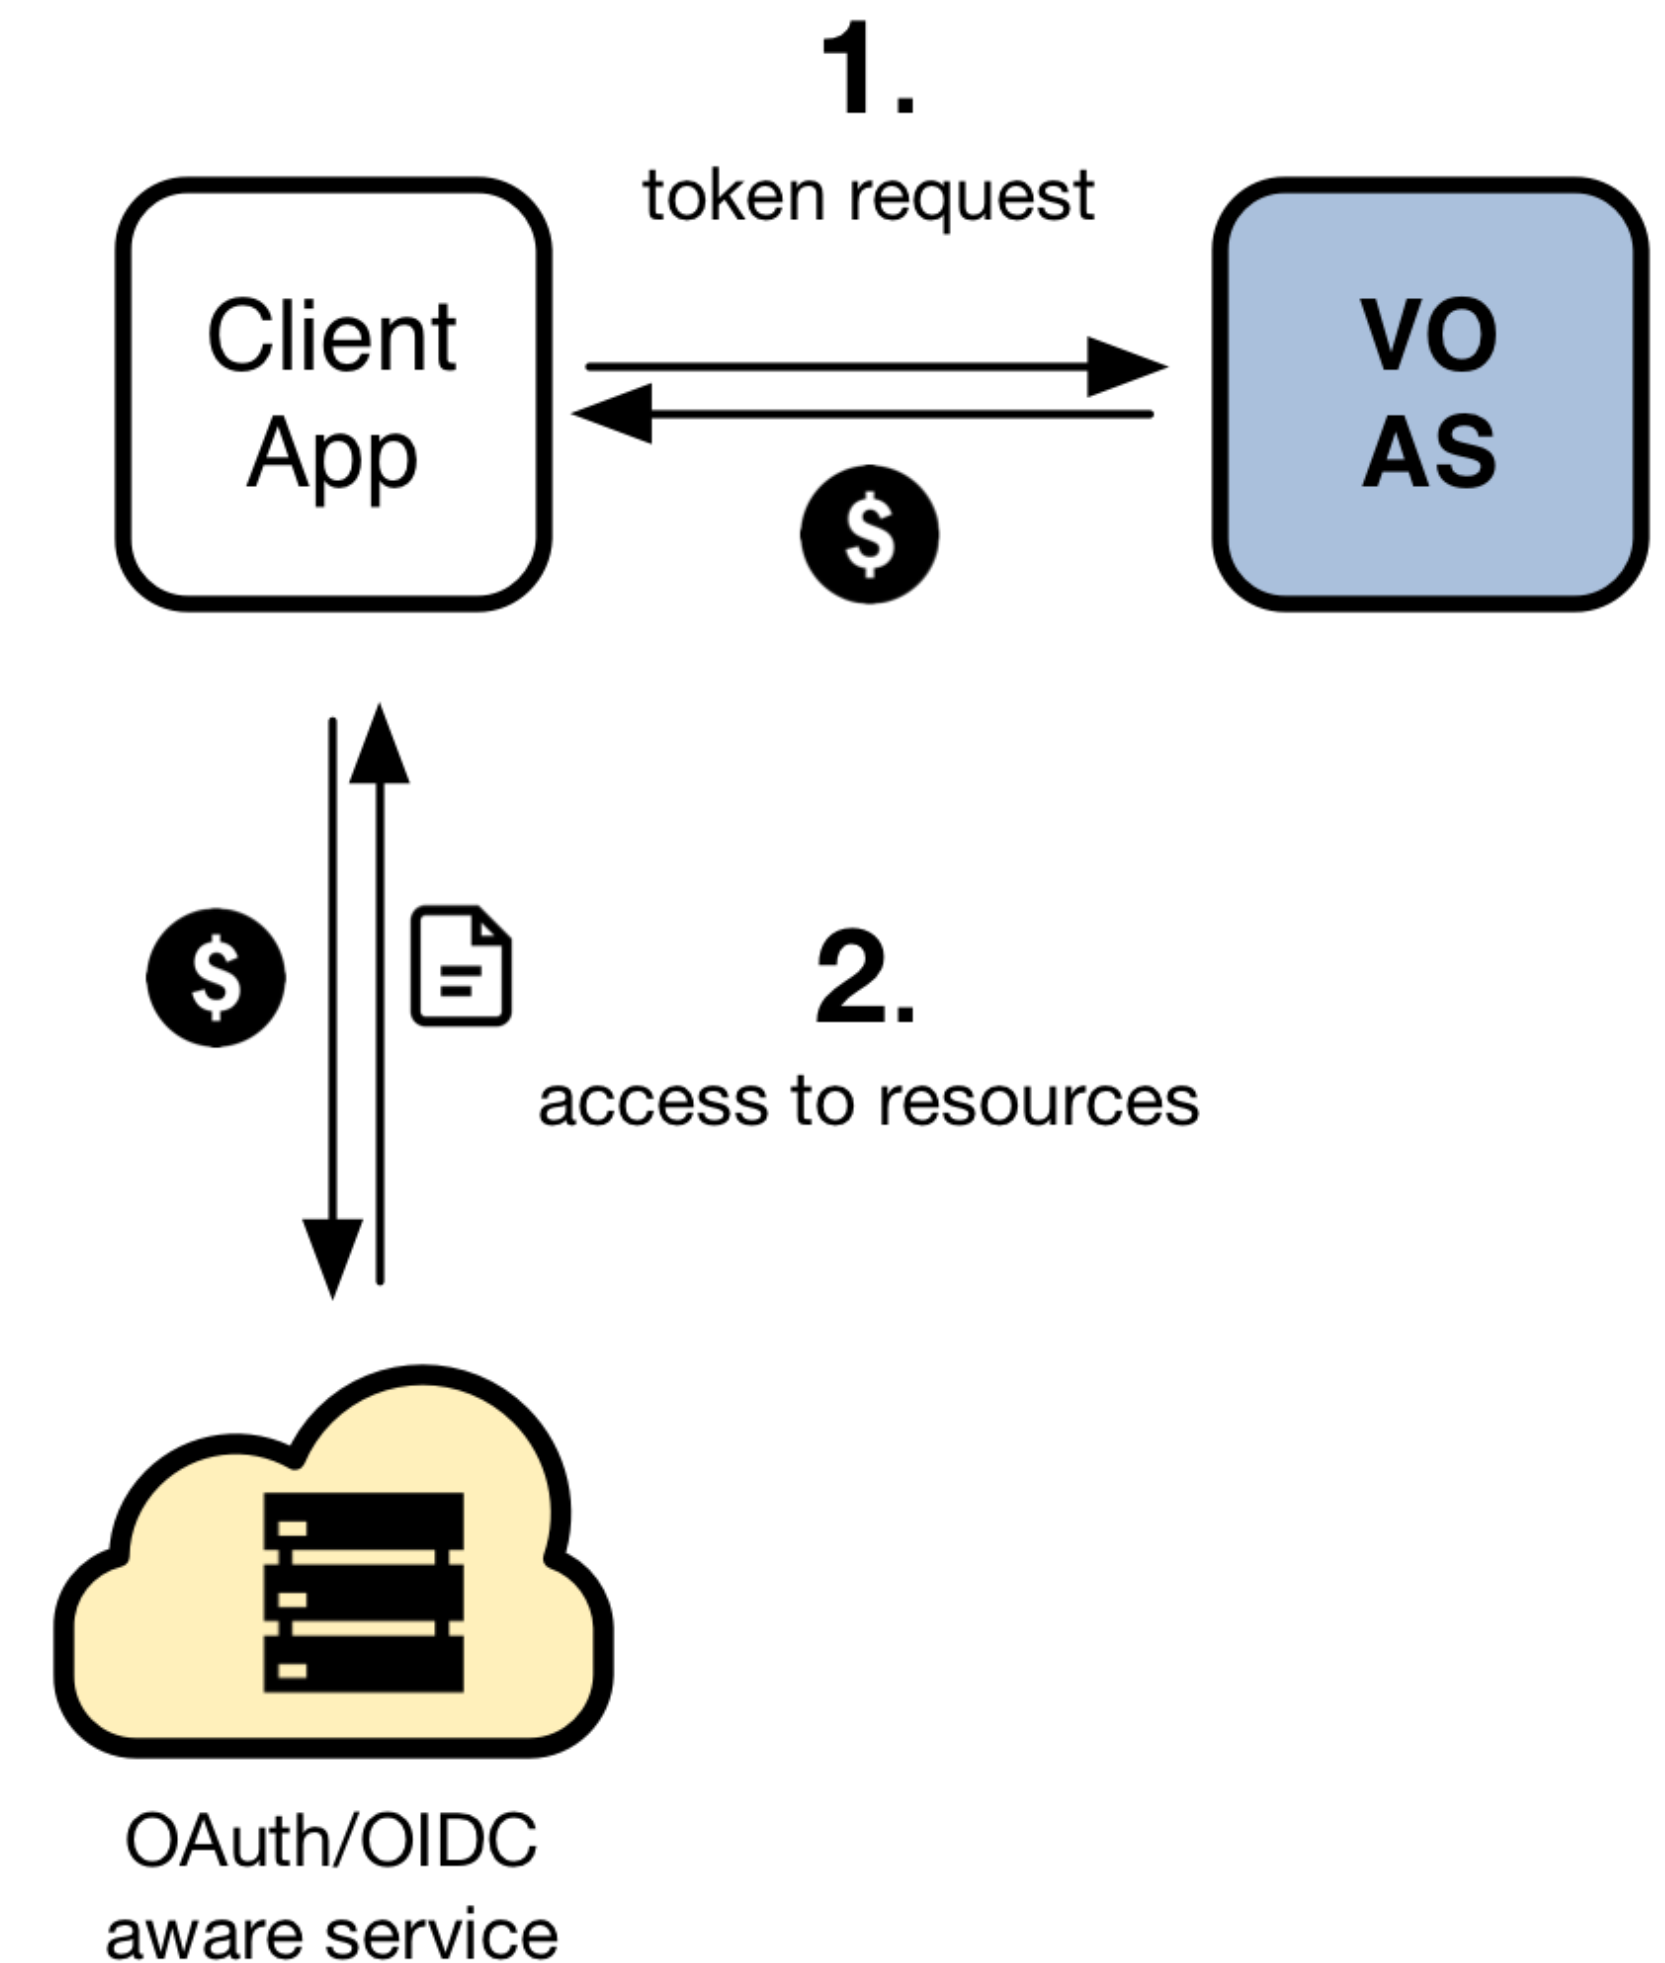 1.
token request
Client
App
VO
AS
$
$
2.
access to resources
OAuth/OIDC
aware service